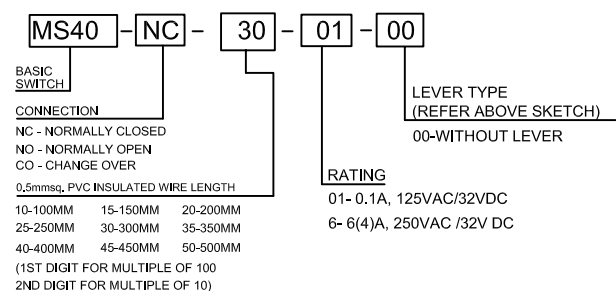 MS40 - NC - 30 - 01 - 00
BASIC
SWITCH
CONNECTION
NC - NORMALLY CLOSED
NO - NORMALLY OPEN
CO - CHANGE OVER
0.5mmsq. PVC INSULATED WIRE LENGTH
10-100MM 15-150MM 20-200MM
25-250MM 30-300MM 35-350MM
40-400MM 45-450MM 50-500MM
(1ST DIGIT FOR MULTIPLE OF 100
2ND DIGIT FOR MULTIPLE OF 10)
RATING
01- 0.1A, 125VAC/32VDC
6- 6(4)A, 250VAC /32V DC
LEVER TYPE
(REFER ABOVE SKETCH)
00-WITHOUT LEVER